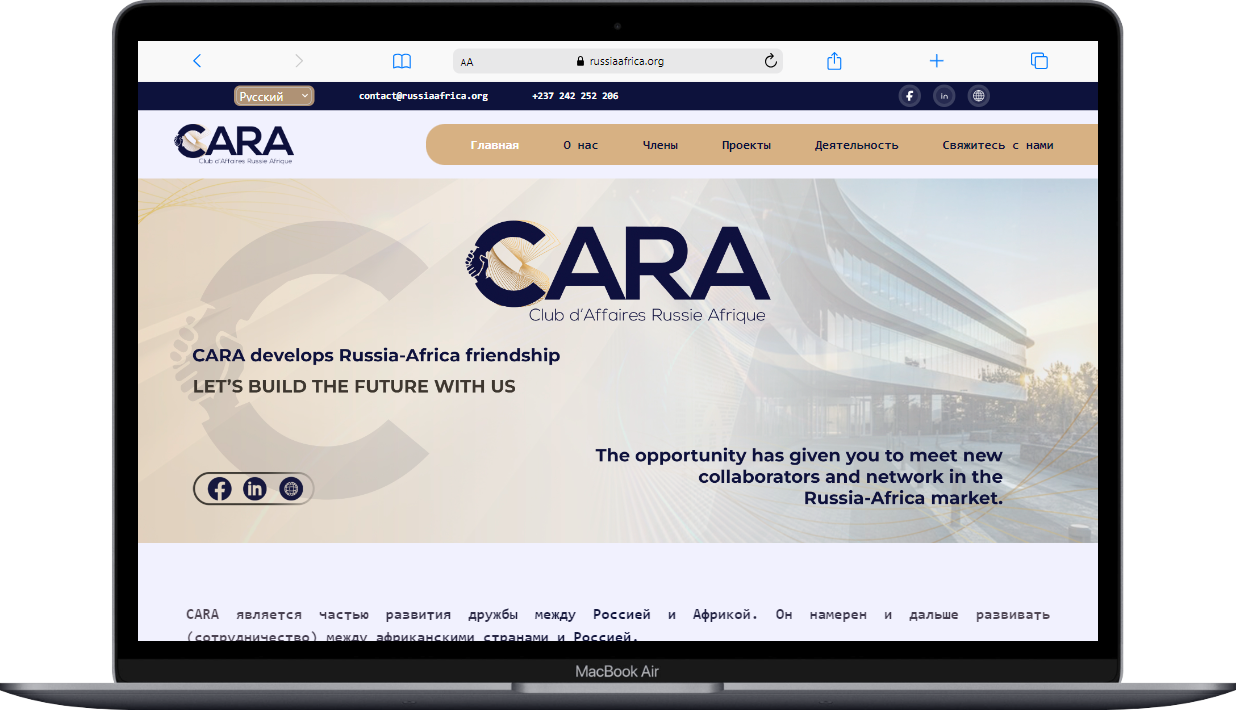 AA
russiaafrica.org
Русский
contact@russiaafrica.org
+237 242 252 206
in
CARA
Club d'Affaires Russie Afrique
Главная
О нас
Члены
Проекты
Деятельность
Свяжитесь с нами
CARA
Club d'Affaires Russie Afrique
CARA develops Russia-Africa friendship
LET'S BUILD THE FUTURE WITH US
The opportunity has given you to meet new
collaborators and network in the
Russia-Africa market.
in
CARA является частью развития дружбы между Россией и Африкой. Он намерен и дальше развивать
(сотрудничество) между африканскими странами и Россией.
MacBook Air